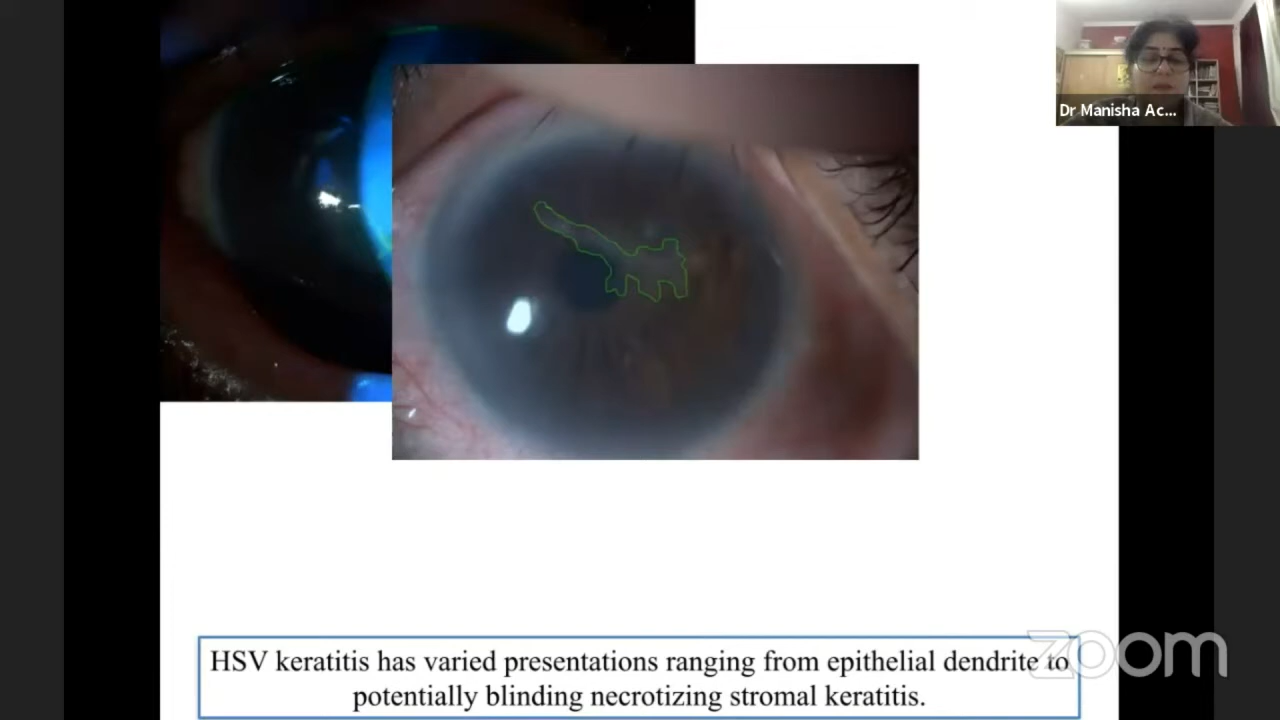 Dr Manisha Ac...
HSV keratitis has varied presentations ranging from epithelial dendrite to
potentially blinding necrotizing stromal keratitis.
zoom